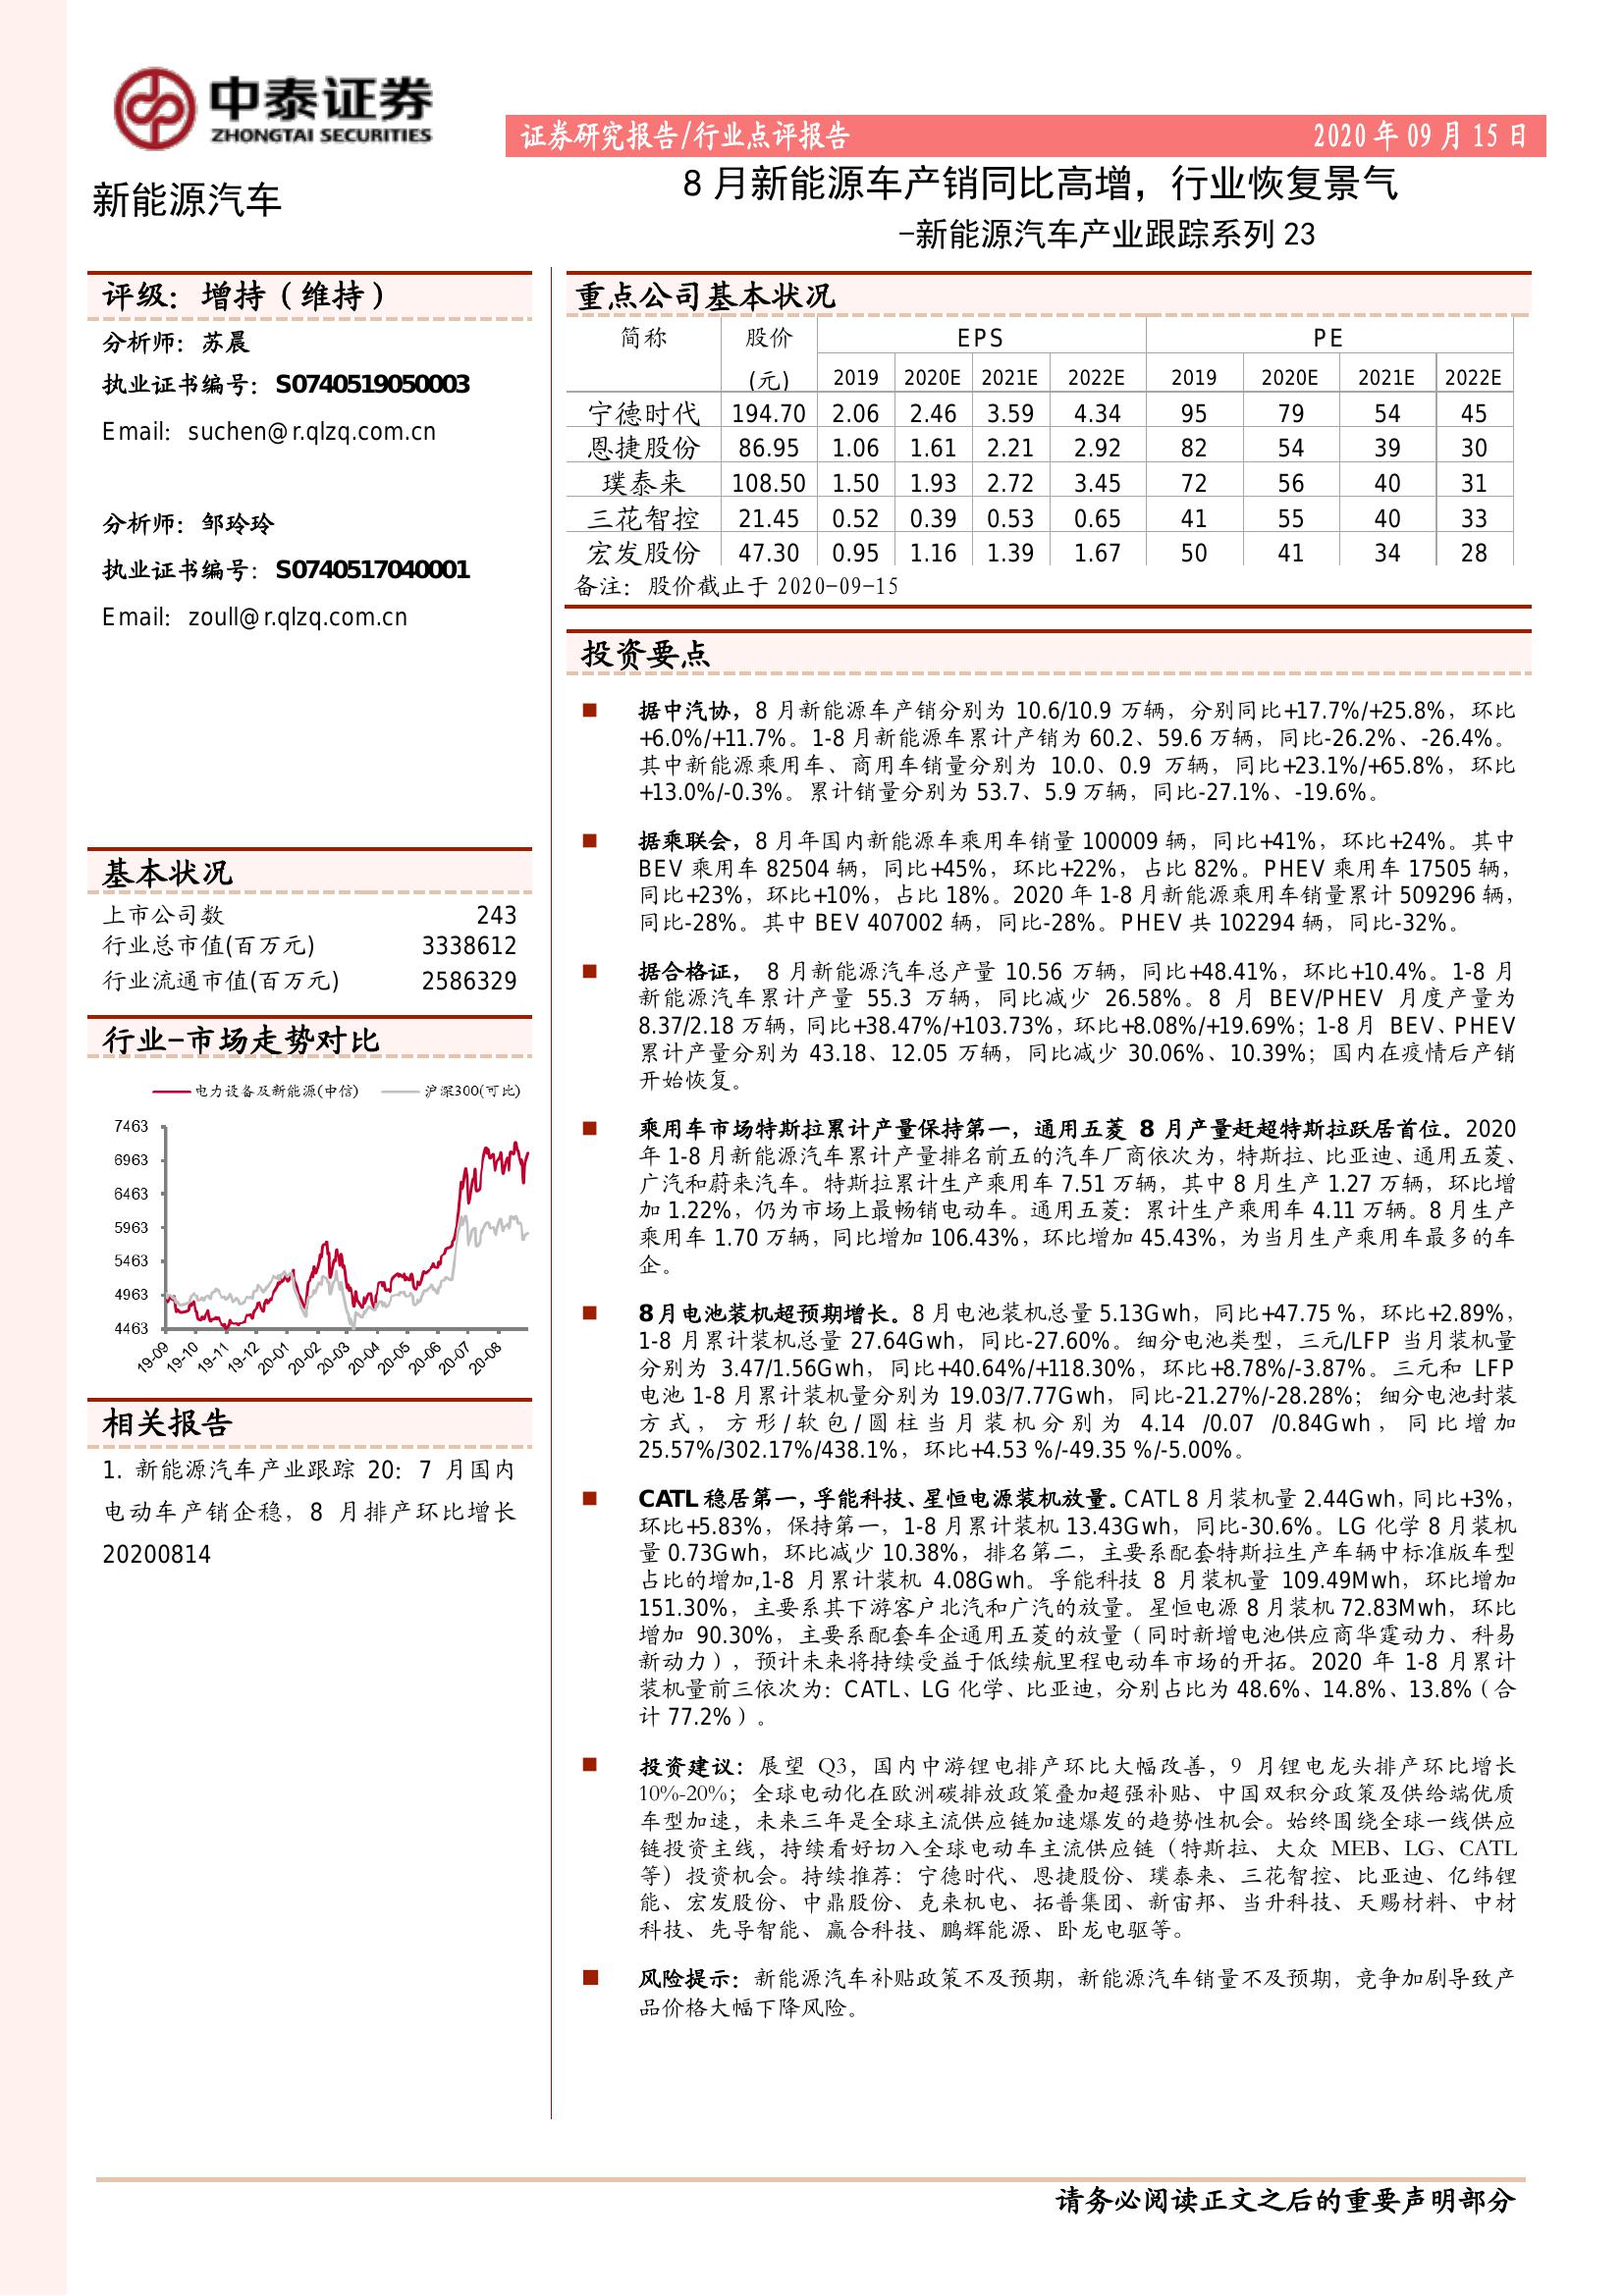 中泰证券
ZHONGTAI SECURITIES
证券研究报告/行业点评报告 2020 年 09 月 15 日
新能源汽车
8 月新能源车产销同比高增，行业恢复景气
-新能源汽车产业跟踪系列 23
评级：增持（维持）
分析师：苏晨
执业证书编号：S0740519050003
Email：suchen@r.qlzq.com.cn
分析师：邹玲玲
执业证书编号：S0740517040001
Email：zoull@r.qlzq.com.cn
基本状况
上市公司数 243
行业总市值(百万元) 3338612
行业流通市值(百万元) 2586329
行业-市场走势对比
电力设备及新能源(中信) 沪深300(可比)
7463
6963
6463
5963
5463
4963
4463
19-09 19-10 19-11 19-12 20-01 20-02 20-03 20-04 20-05 20-06 20-07 20-08
相关报告
1. 新能源汽车产业跟踪 20：7 月国内
电动车产销企稳，8 月排产环比增长
20200814
重点公司基本状况
简称 股价 EPS PE
(元) 2019 2020E 2021E 2022E 2019 2020E 2021E 2022E
宁德时代 194.70 2.06 2.46 3.59 4.34 95 79 54 45
恩捷股份 86.95 1.06 1.61 2.21 2.92 82 54 39 30
璞泰来 108.50 1.50 1.93 2.72 3.45 72 56 40 31
三花智控 21.45 0.52 0.39 0.53 0.65 41 55 40 33
宏发股份 47.30 0.95 1.16 1.39 1.67 50 41 34 28
备注：股价截止于 2020-09-15
投资要点
■ 据中汽协，8 月新能源车产销分别为 10.6/10.9 万辆，分别同比+17.7%/+25.8%，环比
+6.0%/+11.7%。1-8 月新能源车累计产销为 60.2、59.6 万辆，同比-26.2%、-26.4%。
其中新能源乘用车、商用车销量分别为 10.0、0.9 万辆，同比+23.1%/+65.8%，环比
+13.0%/-0.3%。累计销量分别为 53.7、5.9 万辆，同比-27.1%、-19.6%。
■ 据乘联会，8 月年国内新能源车乘用车销量 100009 辆，同比+41%，环比+24%。其中
BEV 乘用车 82504 辆，同比+45%，环比+22%，占比 82%。PHEV 乘用车 17505 辆，
同比+23%，环比+10%，占比 18%。2020 年 1-8 月新能源乘用车销量累计 509296 辆，
同比-28%。其中 BEV 407002 辆，同比-28%。PHEV 共 102294 辆，同比-32%。
■ 据合格证， 8 月新能源汽车总产量 10.56 万辆，同比+48.41%，环比+10.4%。1-8 月
新能源汽车累计产量 55.3 万辆，同比减少 26.58%。8 月 BEV/PHEV 月度产量为
8.37/2.18 万辆，同比+38.47%/+103.73%，环比+8.08%/+19.69%；1-8 月 BEV、PHEV
累计产量分别为 43.18、12.05 万辆，同比减少 30.06%、10.39%；国内在疫情后产销
开始恢复。
■ 乘用车市场特斯拉累计产量保持第一，通用五菱 8 月产量赶超特斯拉跃居首位。2020
年 1-8 月新能源汽车累计产量排名前五的汽车厂商依次为，特斯拉、比亚迪、通用五菱、
广汽和蔚来汽车。特斯拉累计生产乘用车 7.51 万辆，其中 8 月生产 1.27 万辆，环比增
加 1.22%，仍为市场上最畅销电动车。通用五菱：累计生产乘用车 4.11 万辆。8 月生产
乘用车 1.70 万辆，同比增加 106.43%，环比增加 45.43%，为当月生产乘用车最多的车
企。
■ 8 月电池装机超预期增长。8 月电池装机总量 5.13Gwh，同比+47.75 %，环比+2.89%，
1-8 月累计装机总量 27.64Gwh，同比-27.60%。细分电池类型，三元/LFP 当月装机量
分别为 3.47/1.56Gwh，同比+40.64%/+118.30%，环比+8.78%/-3.87%。三元和 LFP
电池 1-8 月累计装机量分别为 19.03/7.77Gwh，同比-21.27%/-28.28%；细分电池封装
方式，方形/软包/圆柱当月装机分别为 4.14 /0.07 /0.84Gwh，同比增加
25.57%/302.17%/438.1%，环比+4.53 %/-49.35 %/-5.00%。
■ CATL 稳居第一，孚能科技、星恒电源装机放量。CATL 8 月装机量 2.44Gwh，同比+3%，
环比+5.83%，保持第一，1-8 月累计装机 13.43Gwh，同比-30.6%。LG 化学 8 月装机
量 0.73Gwh，环比减少 10.38%，排名第二，主要系配套特斯拉生产车辆中标准版车型
占比的增加,1-8 月累计装机 4.08Gwh。孚能科技 8 月装机量 109.49Mwh，环比增加
151.30%，主要系其下游客户北汽和广汽的放量。星恒电源 8 月装机 72.83Mwh，环比
增加 90.30%，主要系配套车企通用五菱的放量（同时新增电池供应商华霆动力、科易
新动力），预计未来将持续受益于低续航里程电动车市场的开拓。2020 年 1-8 月累计
装机量前三依次为：CATL、LG 化学、比亚迪，分别占比为 48.6%、14.8%、13.8%（合
计 77.2%）。
■ 投资建议：展望 Q3，国内中游锂电排产环比大幅改善，9 月锂电龙头排产环比增长
10%-20%；全球电动化在欧洲碳排放政策叠加超强补贴、中国双积分政策及供给端优质
车型加速，未来三年是全球主流供应链加速爆发的趋势性机会。始终围绕全球一线供应
链投资主线，持续看好切入全球电动车主流供应链（特斯拉、大众 MEB、LG、CATL
等）投资机会。持续推荐：宁德时代、恩捷股份、璞泰来、三花智控、比亚迪、亿纬锂
能、宏发股份、中鼎股份、克来机电、拓普集团、新宙邦、当升科技、天赐材料、中材
科技、先导智能、赢合科技、鹏辉能源、卧龙电驱等。
■ 风险提示：新能源汽车补贴政策不及预期，新能源汽车销量不及预期，竞争加剧导致产
品价格大幅下降风险。
请务必阅读正文之后的重要声明部分